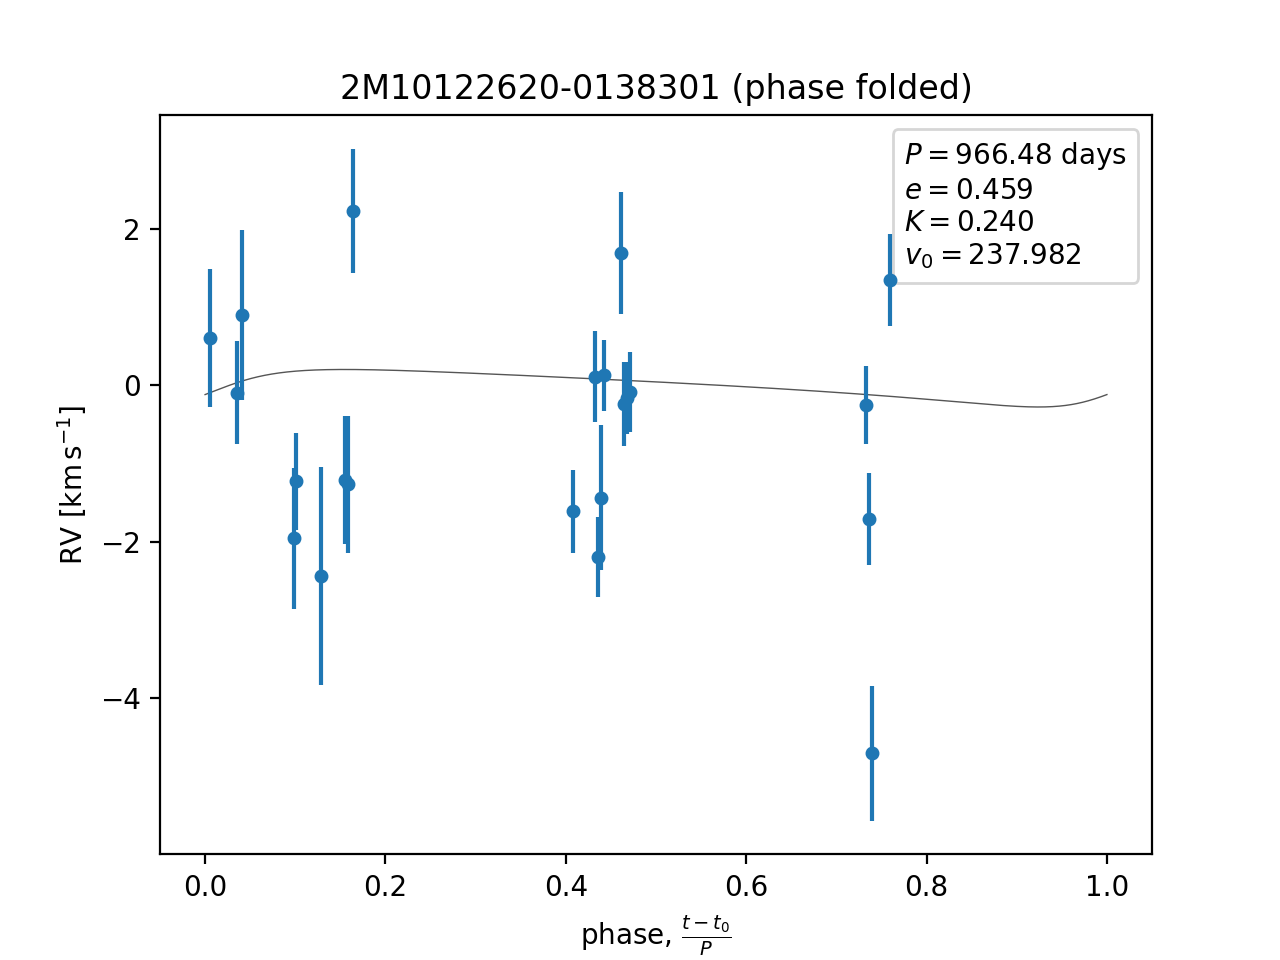 2M10122620-0138301 (phase folded)
P = 966.48 days
e = 0.459
K = 0.240
v₀ = 237.982
2
0
−2
−4
RV [km s⁻¹]
0.0 0.2 0.4 0.6 0.8 1.0
phase, (t − t₀)/P